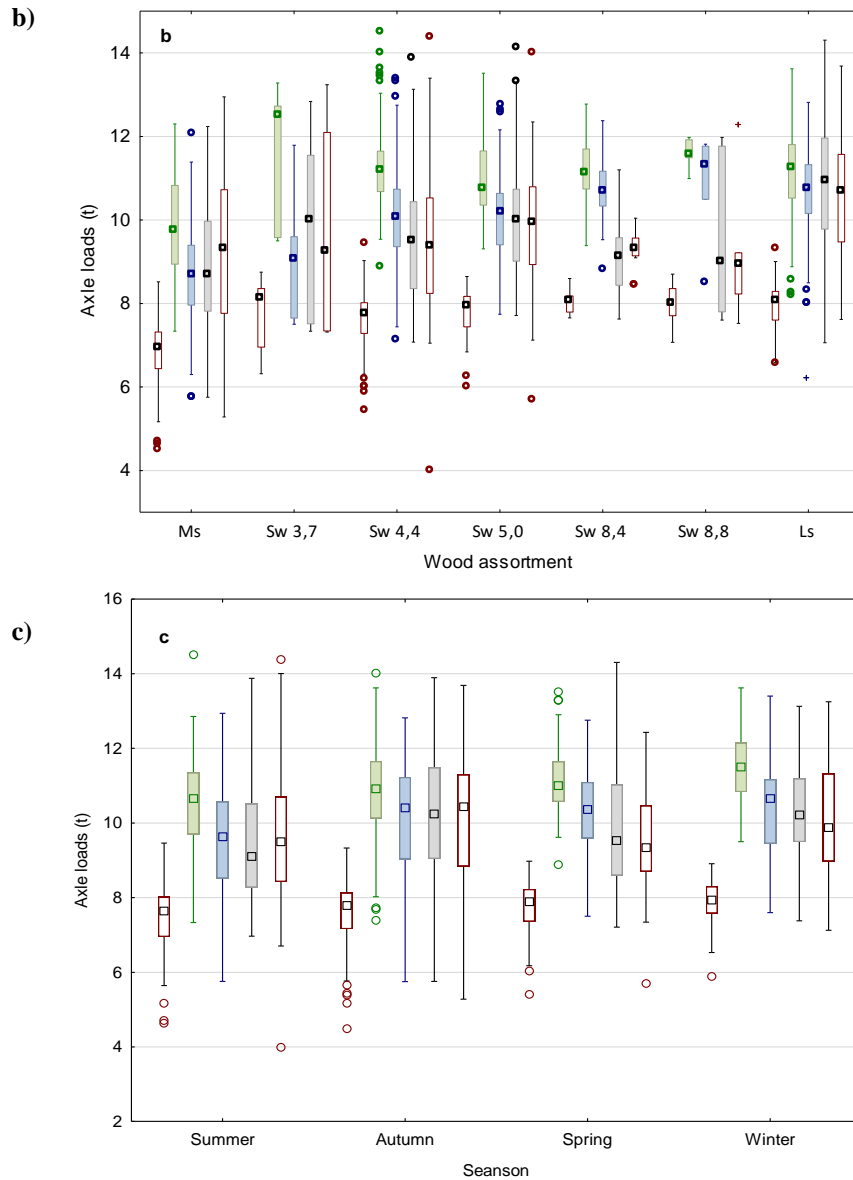 b)
b
14
12
10
8
6
4
Axle loads (t)
Ms Sw 3,7 Sw 4,4 Sw 5,0 Sw 8,4 Sw 8,8 Ls
Wood assortment
c)
c
16
14
12
10
8
6
4
2
Axle loads (t)
Summer Autumn Spring Winter
Seanson